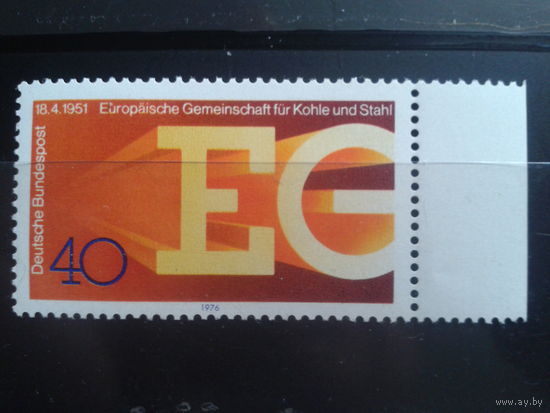 18.4.1951 Europäische Gemeinschaft für Kohle und Stahl
Deutsche Bundespost
EG
40
1976
www.ay.by